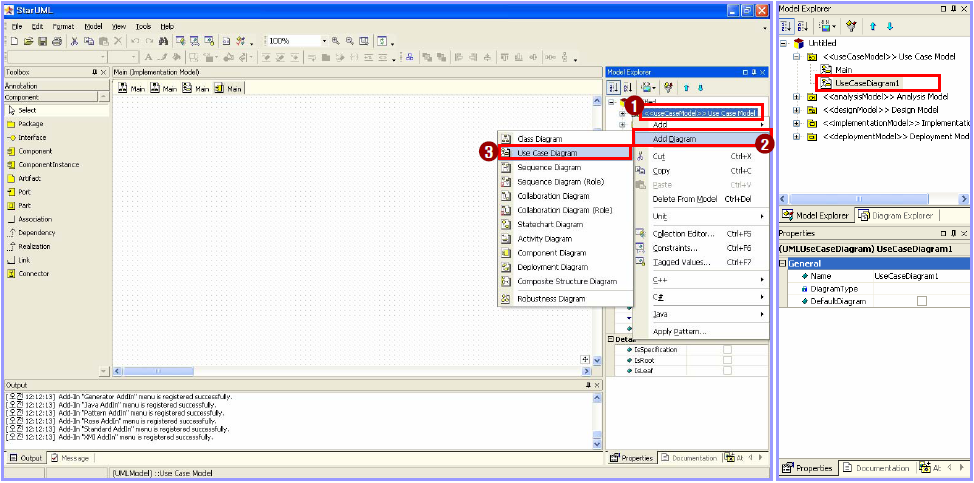 StarUML
File Edit Format Model View Tools Help
100%
Toolbox
Annotation
Component
Select
Package
Interface
Component
ComponentInstance
Artifact
Port
Part
Association
Dependency
Realization
Link
Connector
Main (Implementation Model)
Main Main Main Main
Model Explorer
1
<<useCaseModel>> Use Case Model
Add
Add Diagram
2
Cut Ctrl+X
Copy Ctrl+C
Paste Ctrl+V
Delete From Model Ctrl+Del
Unit
Collection Editor... Ctrl+F5
Constraints... Ctrl+F6
Tagged Values... Ctrl+F7
C++
C#
Java
Apply Pattern...
Class Diagram
3
Use Case Diagram
Sequence Diagram
Sequence Diagram (Role)
Collaboration Diagram
Collaboration Diagram (Role)
Statechart Diagram
Activity Diagram
Component Diagram
Deployment Diagram
Composite Structure Diagram
Robustness Diagram
Detail
IsSpecification
IsRoot
IsLeaf
Properties Documentation At
Output
[오전 12:12:13] Add-In "Generator AddIn" menu is registered successfully.
[오전 12:12:13] Add-In "Java AddIn" menu is registered successfully.
[오전 12:12:13] Add-In "Pattern AddIn" menu is registered successfully.
[오전 12:12:13] Add-In "Rose AddIn" menu is registered successfully.
[오전 12:12:13] Add-In "Standard AddIn" menu is registered successfully.
[오전 12:12:13] Add-In "XMI AddIn" menu is registered successfully.
Output Message
(UMLModel) ::Use Case Model
Model Explorer
Untitled
<<useCaseModel>> Use Case Model
Main
UseCaseDiagram1
<<analysisModel>> Analysis Model
<<designModel>> Design Model
<<implementationModel>> Implementatio
<<deploymentModel>> Deployment Mod
Model Explorer Diagram Explorer
Properties
(UMLUseCaseDiagram) UseCaseDiagram1
General
Name UseCaseDiagram1
DiagramType
DefaultDiagram
Properties Documentation At